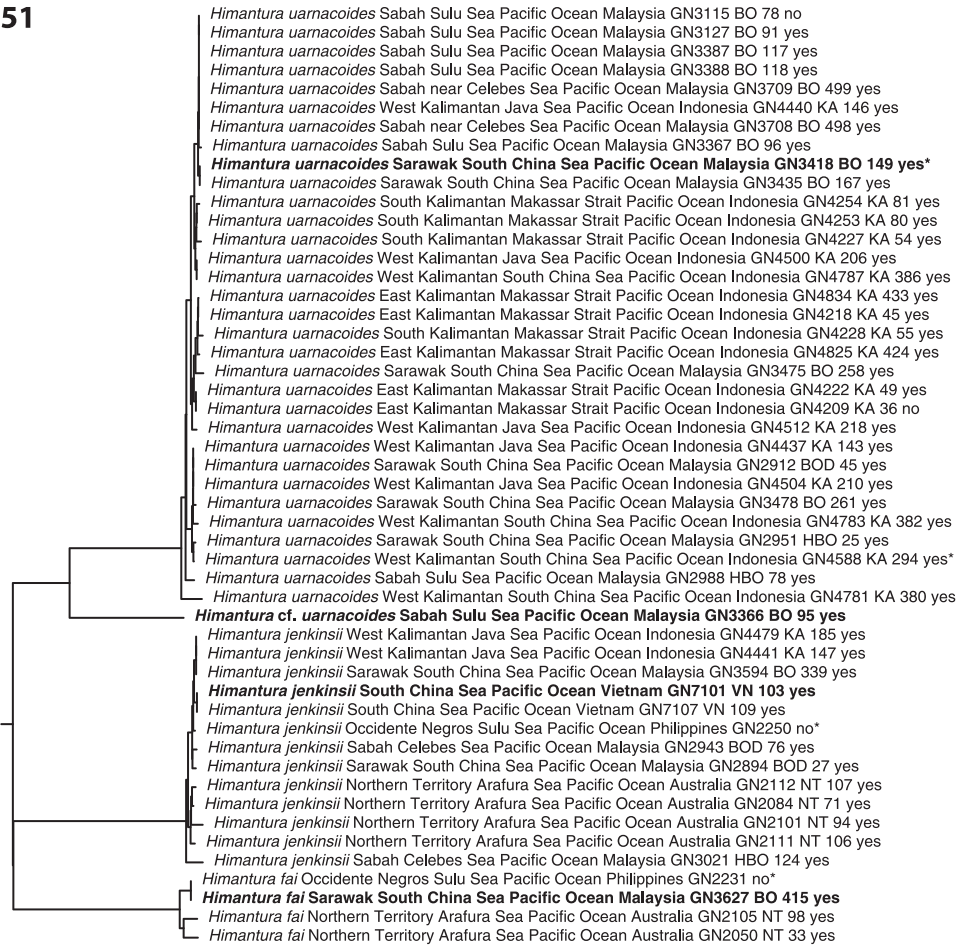 51
Himantura uarnacoides Sabah Sulu Sea Pacific Ocean Malaysia GN3115 BO 78 no
Himantura uarnacoides Sabah Sulu Sea Pacific Ocean Malaysia GN3127 BO 91 yes
Himantura uarnacoides Sabah Sulu Sea Pacific Ocean Malaysia GN3387 BO 117 yes
Himantura uarnacoides Sabah Sulu Sea Pacific Ocean Malaysia GN3388 BO 118 yes
Himantura uarnacoides Sabah near Celebes Sea Pacific Ocean Malaysia GN3709 BO 499 yes
Himantura uarnacoides West Kalimantan Java Sea Pacific Ocean Indonesia GN4440 KA 146 yes
Himantura uarnacoides Sabah near Celebes Sea Pacific Ocean Malaysia GN3708 BO 498 yes
Himantura uarnacoides Sabah Sulu Sea Pacific Ocean Malaysia GN3367 BO 96 yes
Himantura uarnacoides Sarawak South China Sea Pacific Ocean Malaysia GN3418 BO 149 yes*
Himantura uarnacoides Sarawak South China Sea Pacific Ocean Malaysia GN3435 BO 167 yes
Himantura uarnacoides South Kalimantan Makassar Strait Pacific Ocean Indonesia GN4254 KA 81 yes
Himantura uarnacoides South Kalimantan Makassar Strait Pacific Ocean Indonesia GN4253 KA 80 yes
Himantura uarnacoides South Kalimantan Makassar Strait Pacific Ocean Indonesia GN4227 KA 54 yes
Himantura uarnacoides West Kalimantan Java Sea Pacific Ocean Indonesia GN4500 KA 206 yes
Himantura uarnacoides West Kalimantan South China Sea Pacific Ocean Indonesia GN4787 KA 386 yes
Himantura uarnacoides East Kalimantan Makassar Strait Pacific Ocean Indonesia GN4834 KA 433 yes
Himantura uarnacoides East Kalimantan Makassar Strait Pacific Ocean Indonesia GN4218 KA 45 yes
Himantura uarnacoides South Kalimantan Makassar Strait Pacific Ocean Indonesia GN4228 KA 55 yes
Himantura uarnacoides East Kalimantan Makassar Strait Pacific Ocean Indonesia GN4825 KA 424 yes
Himantura uarnacoides Sarawak South China Sea Pacific Ocean Malaysia GN3475 BO 258 yes
Himantura uarnacoides East Kalimantan Makassar Strait Pacific Ocean Indonesia GN4222 KA 49 yes
Himantura uarnacoides East Kalimantan Makassar Strait Pacific Ocean Indonesia GN4209 KA 36 no
Himantura uarnacoides West Kalimantan Java Sea Pacific Ocean Indonesia GN4512 KA 218 yes
Himantura uarnacoides West Kalimantan Java Sea Pacific Ocean Indonesia GN4437 KA 143 yes
Himantura uarnacoides Sarawak South China Sea Pacific Ocean Malaysia GN2912 BOD 45 yes
Himantura uarnacoides West Kalimantan Java Sea Pacific Ocean Indonesia GN4504 KA 210 yes
Himantura uarnacoides Sarawak South China Sea Pacific Ocean Malaysia GN3478 BO 261 yes
Himantura uarnacoides West Kalimantan South China Sea Pacific Ocean Indonesia GN4783 KA 382 yes
Himantura uarnacoides Sarawak South China Sea Pacific Ocean Malaysia GN2951 HBO 25 yes
Himantura uarnacoides West Kalimantan South China Sea Pacific Ocean Indonesia GN4588 KA 294 yes*
Himantura uarnacoides Sabah Sulu Sea Pacific Ocean Malaysia GN2988 HBO 78 yes
Himantura uarnacoides West Kalimantan South China Sea Pacific Ocean Indonesia GN4781 KA 380 yes
Himantura cf. uarnacoides Sabah Sulu Sea Pacific Ocean Malaysia GN3366 BO 95 yes
Himantura jenkinsii West Kalimantan Java Sea Pacific Ocean Indonesia GN4479 KA 185 yes
Himantura jenkinsii West Kalimantan Java Sea Pacific Ocean Indonesia GN4441 KA 147 yes
Himantura jenkinsii Sarawak South China Sea Pacific Ocean Malaysia GN3594 BO 339 yes
Himantura jenkinsii South China Sea Pacific Ocean Vietnam GN7101 VN 103 yes
Himantura jenkinsii South China Sea Pacific Ocean Vietnam GN7107 VN 109 yes
Himantura jenkinsii Occidente Negros Sulu Sea Pacific Ocean Philippines GN2250 no*
Himantura jenkinsii Sabah Celebes Sea Pacific Ocean Malaysia GN2943 BOD 76 yes
Himantura jenkinsii Sarawak South China Sea Pacific Ocean Malaysia GN2894 BOD 27 yes
Himantura jenkinsii Northern Territory Arafura Sea Pacific Ocean Australia GN2112 NT 107 yes
Himantura jenkinsii Northern Territory Arafura Sea Pacific Ocean Australia GN2084 NT 71 yes
Himantura jenkinsii Northern Territory Arafura Sea Pacific Ocean Australia GN2101 NT 94 yes
Himantura jenkinsii Northern Territory Arafura Sea Pacific Ocean Australia GN2111 NT 106 yes
Himantura jenkinsii Sabah Celebes Sea Pacific Ocean Malaysia GN3021 HBO 124 yes
Himantura fai Occidente Negros Sulu Sea Pacific Ocean Philippines GN2231 no*
Himantura fai Sarawak South China Sea Pacific Ocean Malaysia GN3627 BO 415 yes
Himantura fai Northern Territory Arafura Sea Pacific Ocean Australia GN2105 NT 98 yes
Himantura fai Northern Territory Arafura Sea Pacific Ocean Australia GN2050 NT 33 yes